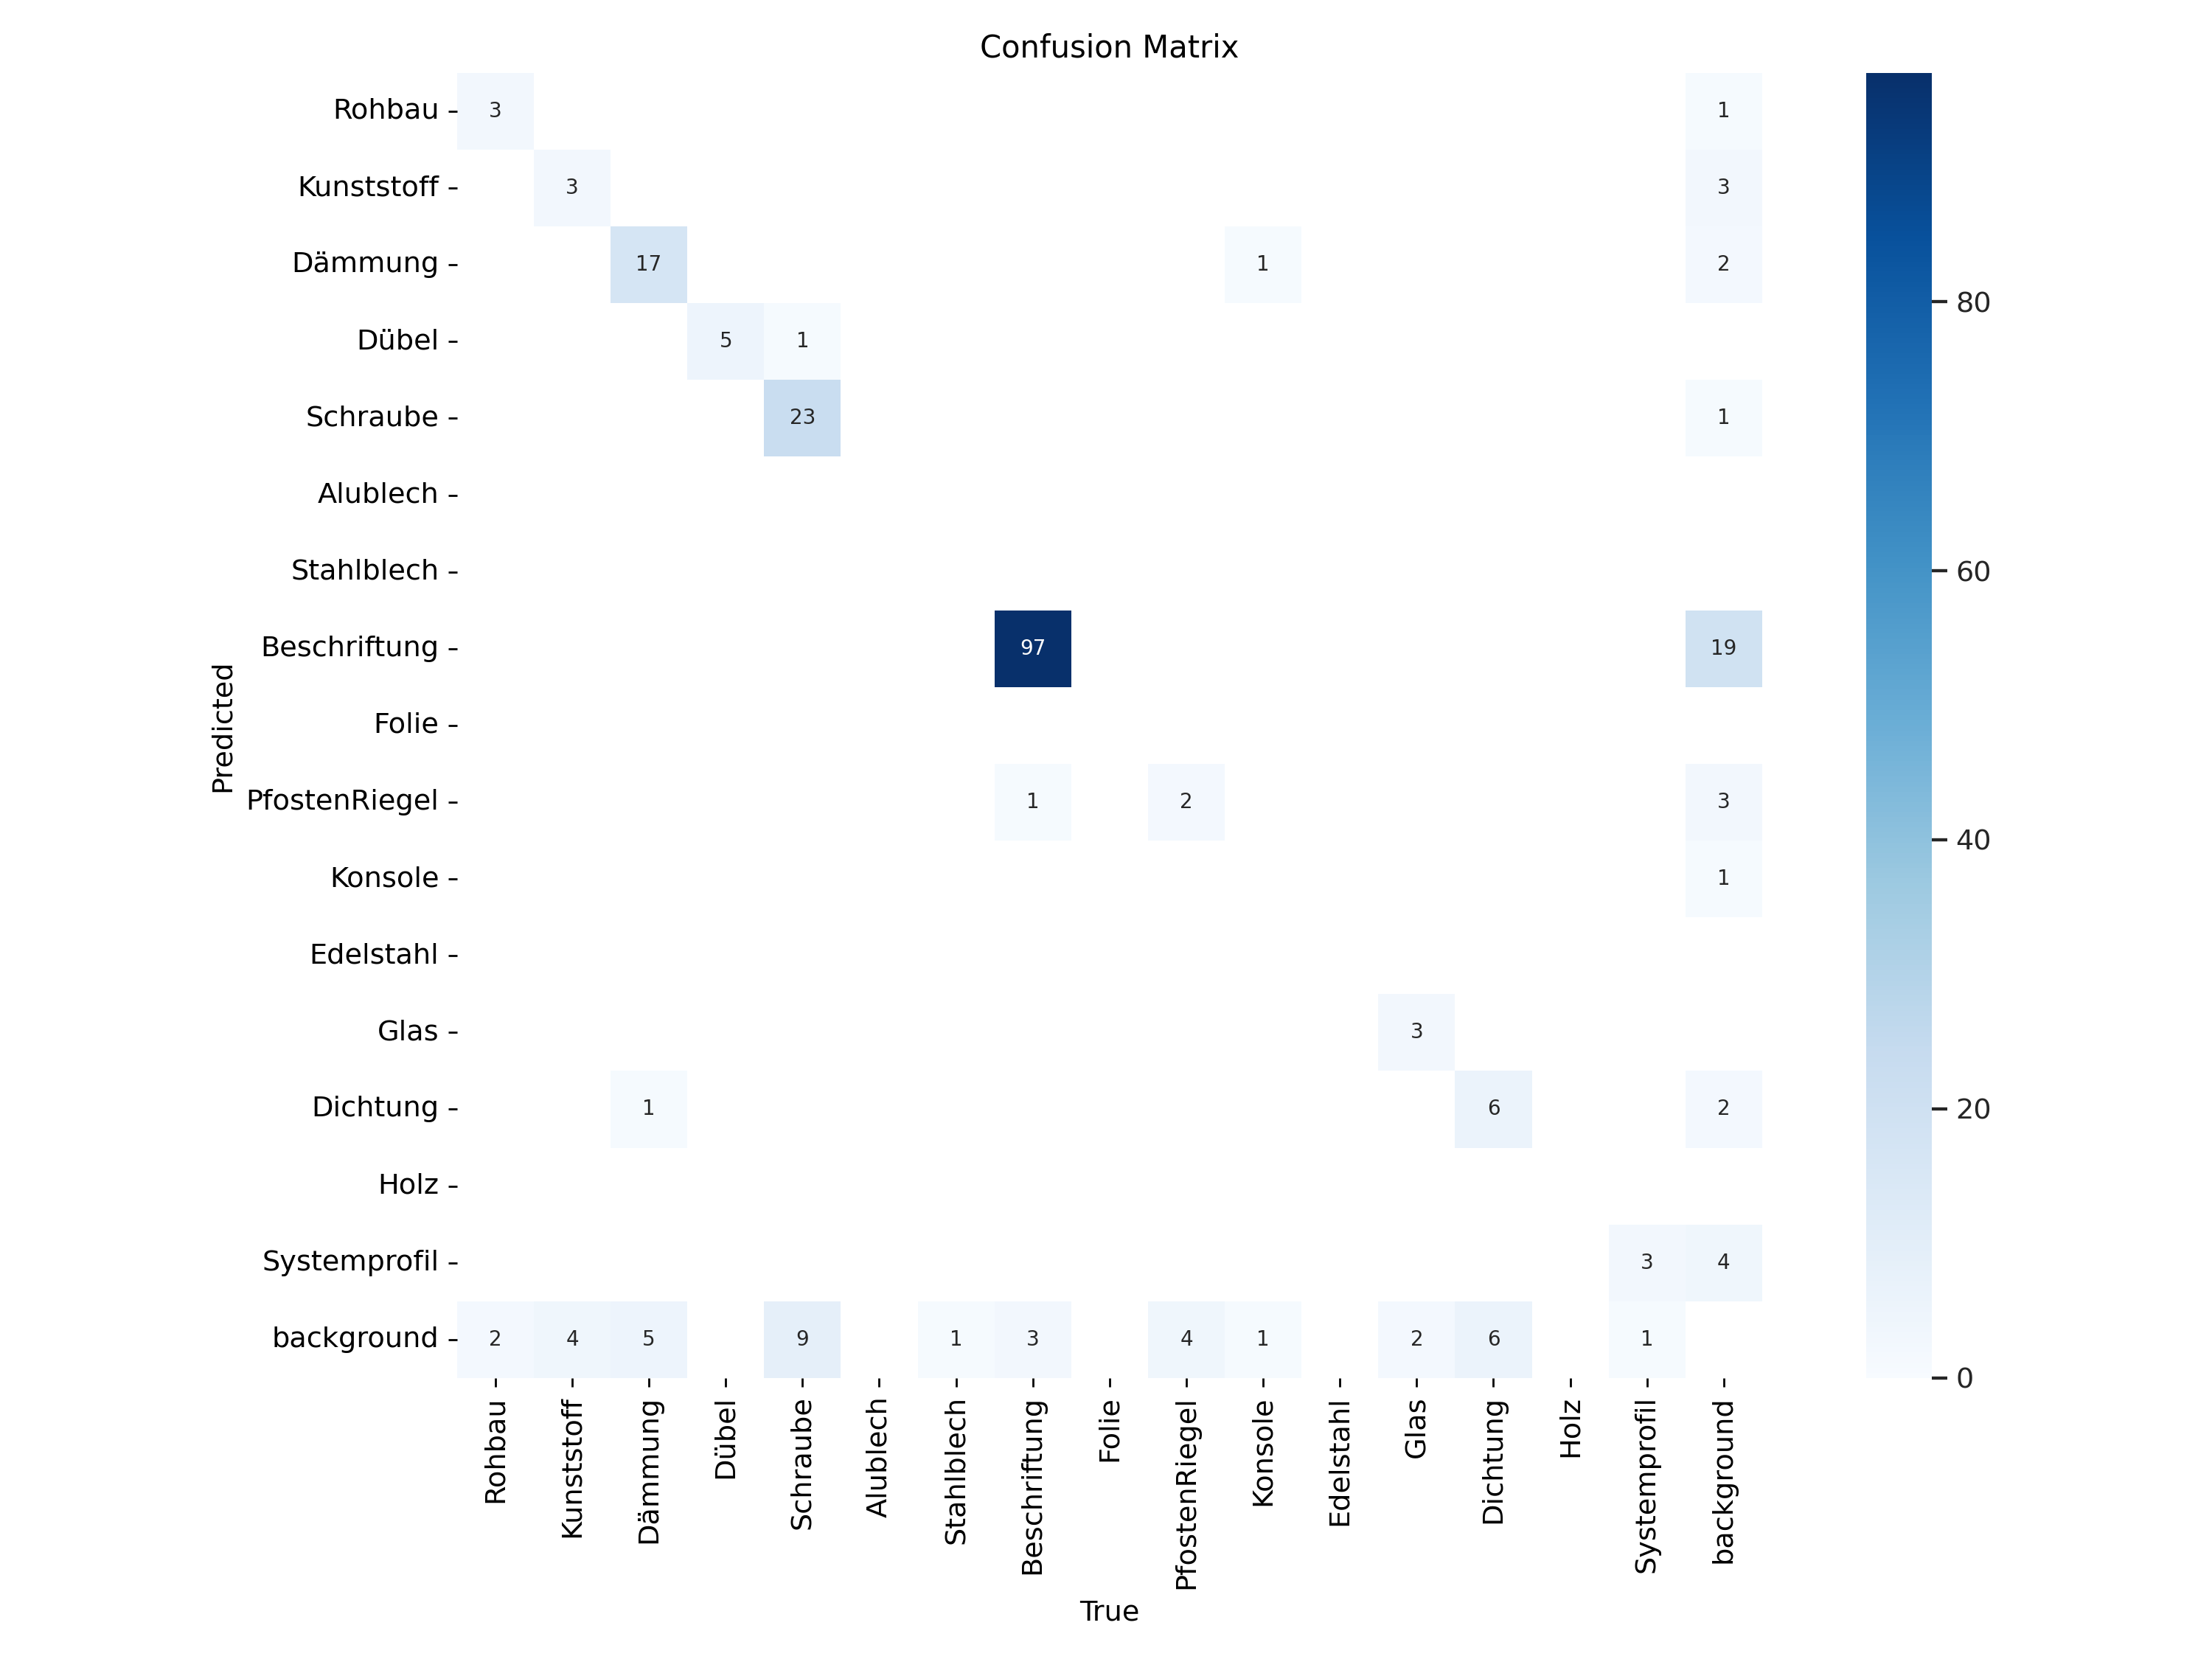 Confusion Matrix
Rohbau 3 1
Kunststoff 3 3
Dämmung 17 1 2
Dübel 5 1
Schraube 23 1
Alublech
Stahlblech
Beschriftung 97 19
Folie
PfostenRiegel 1 2 3
Konsole 1
Edelstahl
Glas 3
Dichtung 1 6 2
Holz
Systemprofil 3 4
background 2 4 5 9 1 3 4 1 2 6 1
Predicted
Rohbau
Kunststoff
Dämmung
Dübel
Schraube
Alublech
Stahlblech
Beschriftung
Folie
PfostenRiegel
Konsole
Edelstahl
Glas
Dichtung
Holz
Systemprofil
background
True
80
60
40
20
0